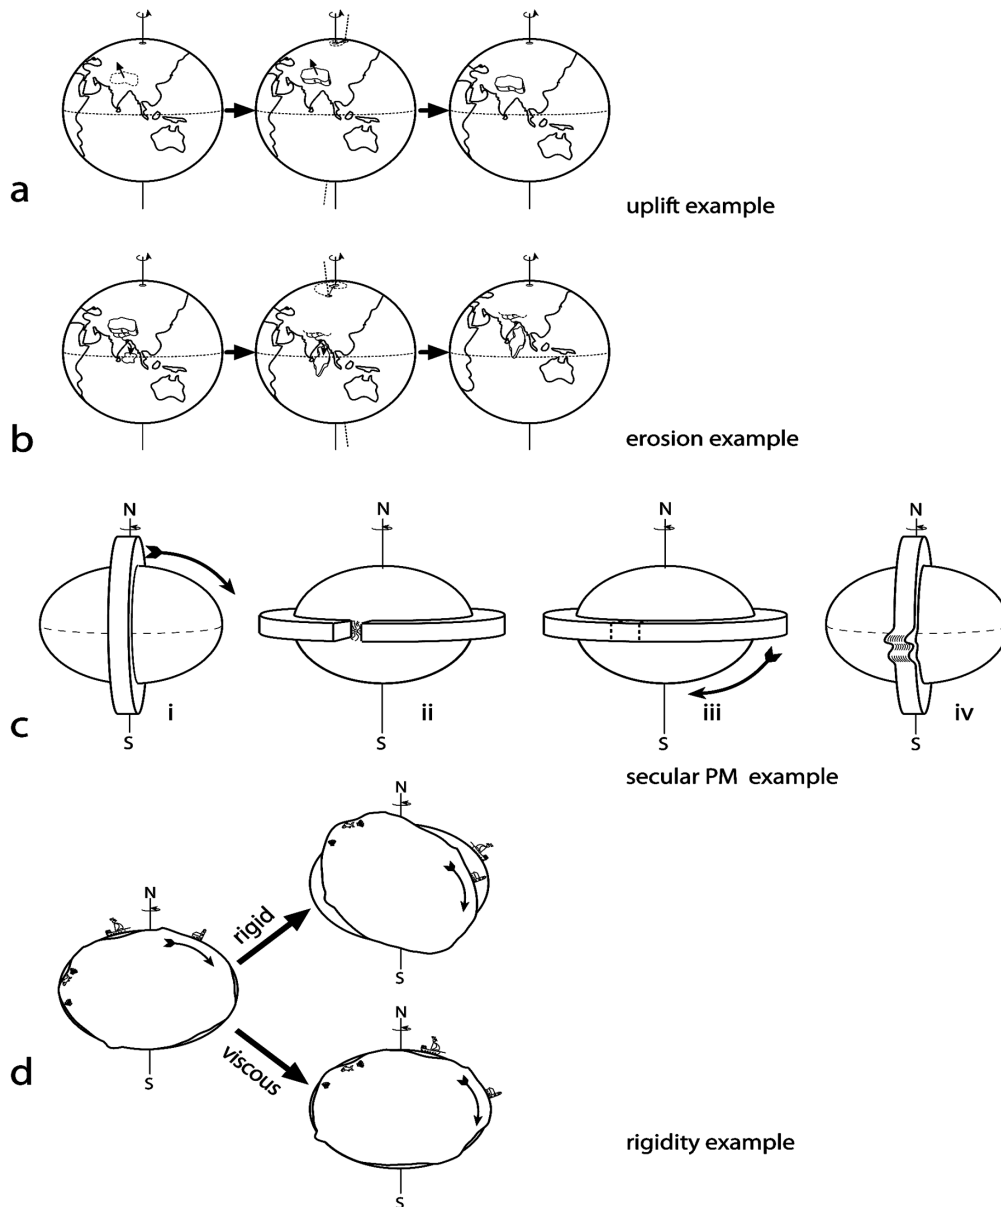 a
uplift example
b
erosion example
N
N
N
N
i
ii
iii
iv
S
S
S
S
c
secular PM example
N
N
rigid
S
S
N
viscous
d
S
rigidity example